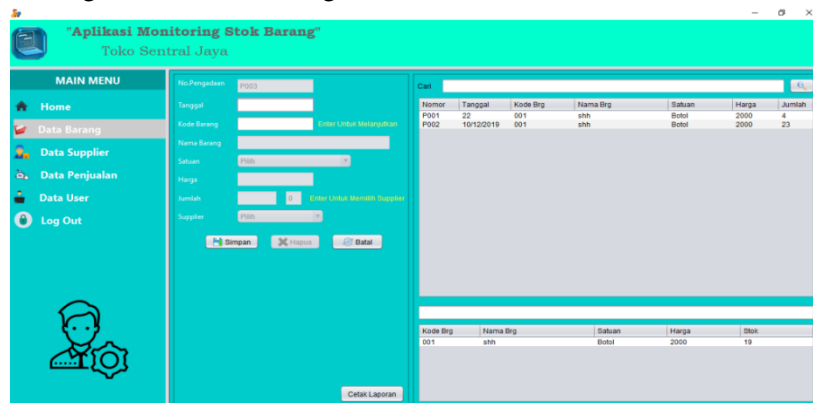 "Aplikasi Monitoring Stok Barang"
Toko Sentral Jaya
MAIN MENU
Home
Data Barang
Data Supplier
Data Penjualan
Data User
Log Out
No.Pengadaan P003
Tanggal
Kode Barang Enter Untuk Melanjutkan
Nama Barang
Satuan Pilih
Harga
Jumlah 0 Enter Untuk Memilih Supplier
Supplier Pilih
Simpan Hapus Batal
Cetak Laporan
Cari
Nomor Tanggal Kode Brg Nama Brg Satuan Harga Jumlah
P001 22 001 shh Botol 2000 4
P002 10/12/2019 001 shh Botol 2000 23
Kode Brg Nama Brg Satuan Harga Stok
001 shh Botol 2000 19